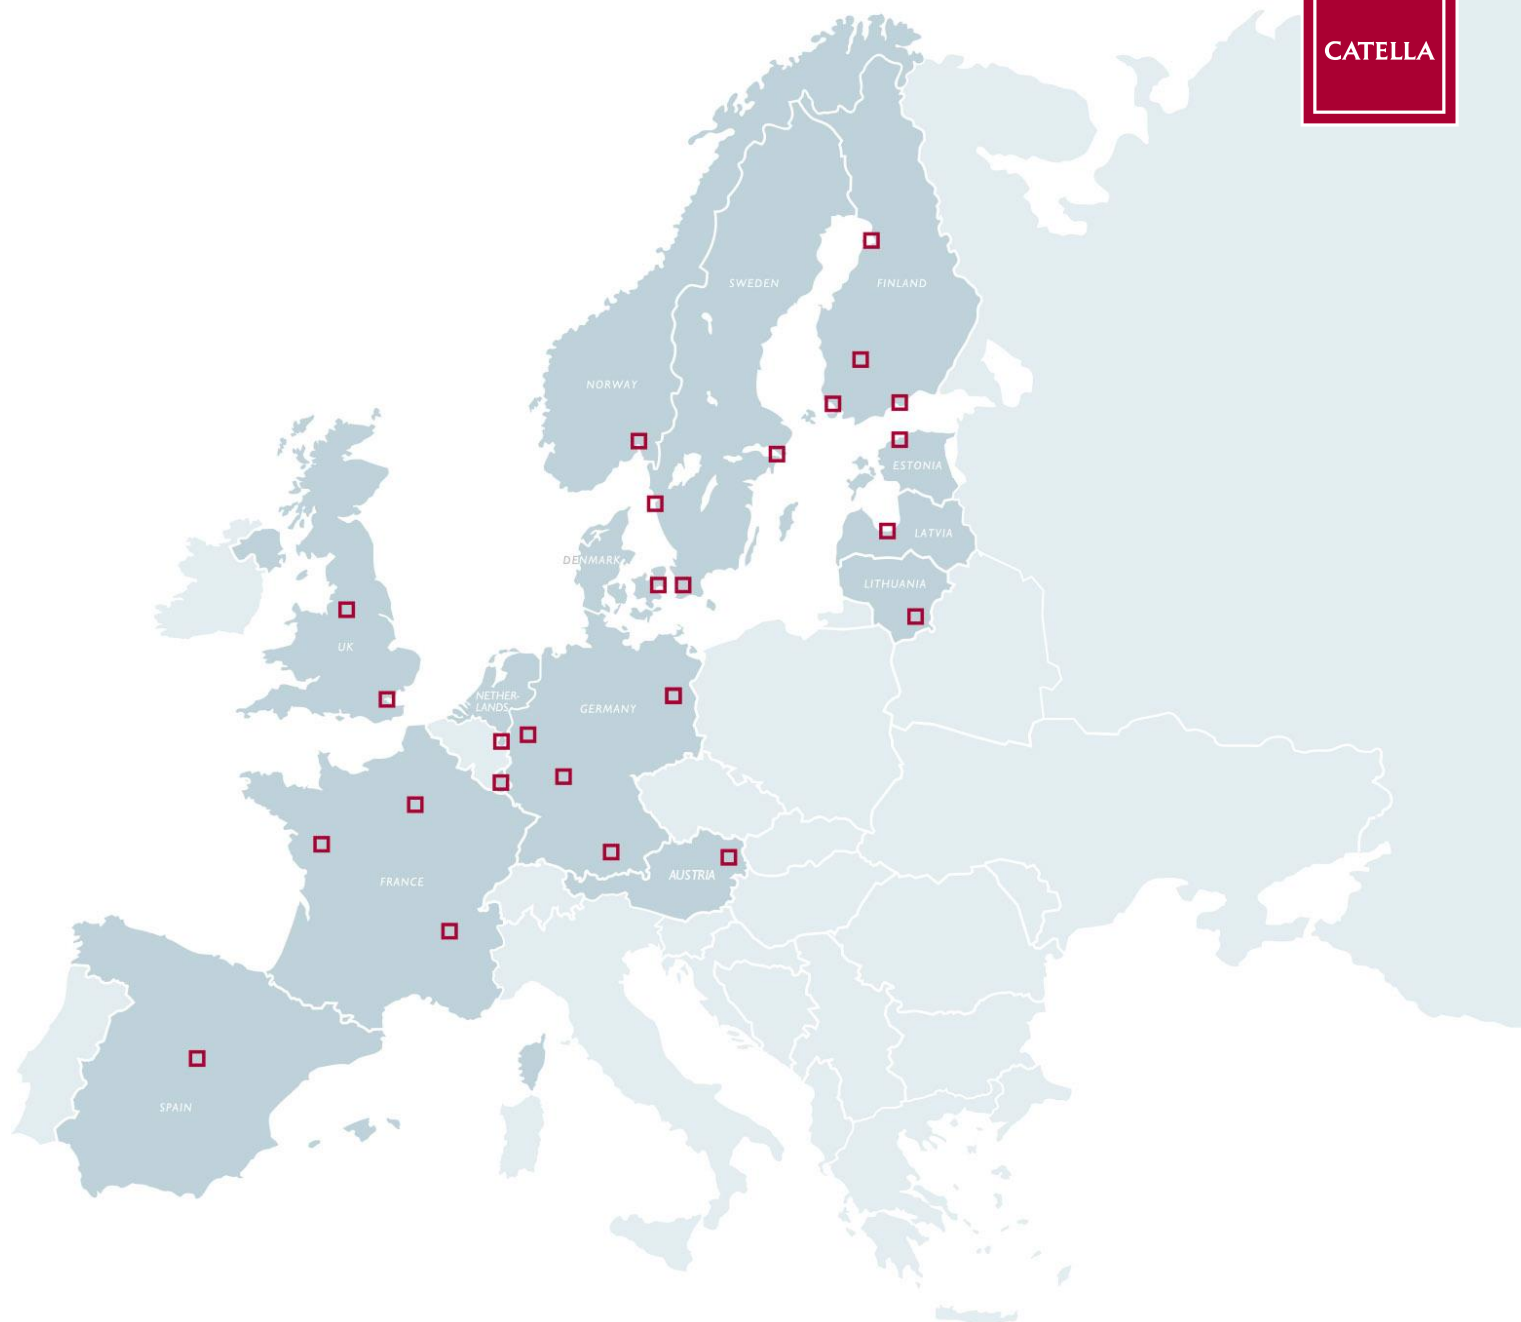 CATELLA
SWEDEN
FINLAND
NORWAY
ESTONIA
LATVIA
DENMARK
LITHUANIA
UK
NETHER-
LANDS
GERMANY
AUSTRIA
FRANCE
SPAIN